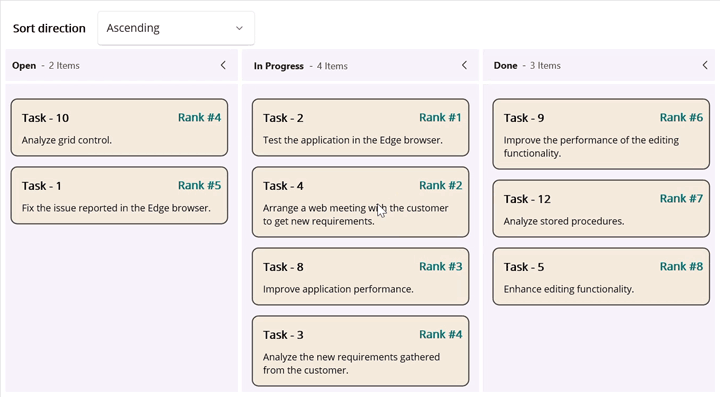 Sort direction Ascending
Open - 2 Items
Task - 10 Rank #4
Analyze grid control.
Task - 1 Rank #5
Fix the issue reported in the Edge browser.
In Progress - 4 Items
Task - 2 Rank #1
Test the application in the Edge browser.
Task - 4 Rank #2
Arrange a web meeting with the customer
to get new requirements.
Task - 8 Rank #3
Improve application performance.
Task - 3 Rank #4
Analyze the new requirements gathered
from the customer.
Done - 3 Items
Task - 9 Rank #6
Improve the performance of the editing
functionality.
Task - 12 Rank #7
Analyze stored procedures.
Task - 5 Rank #8
Enhance editing functionality.